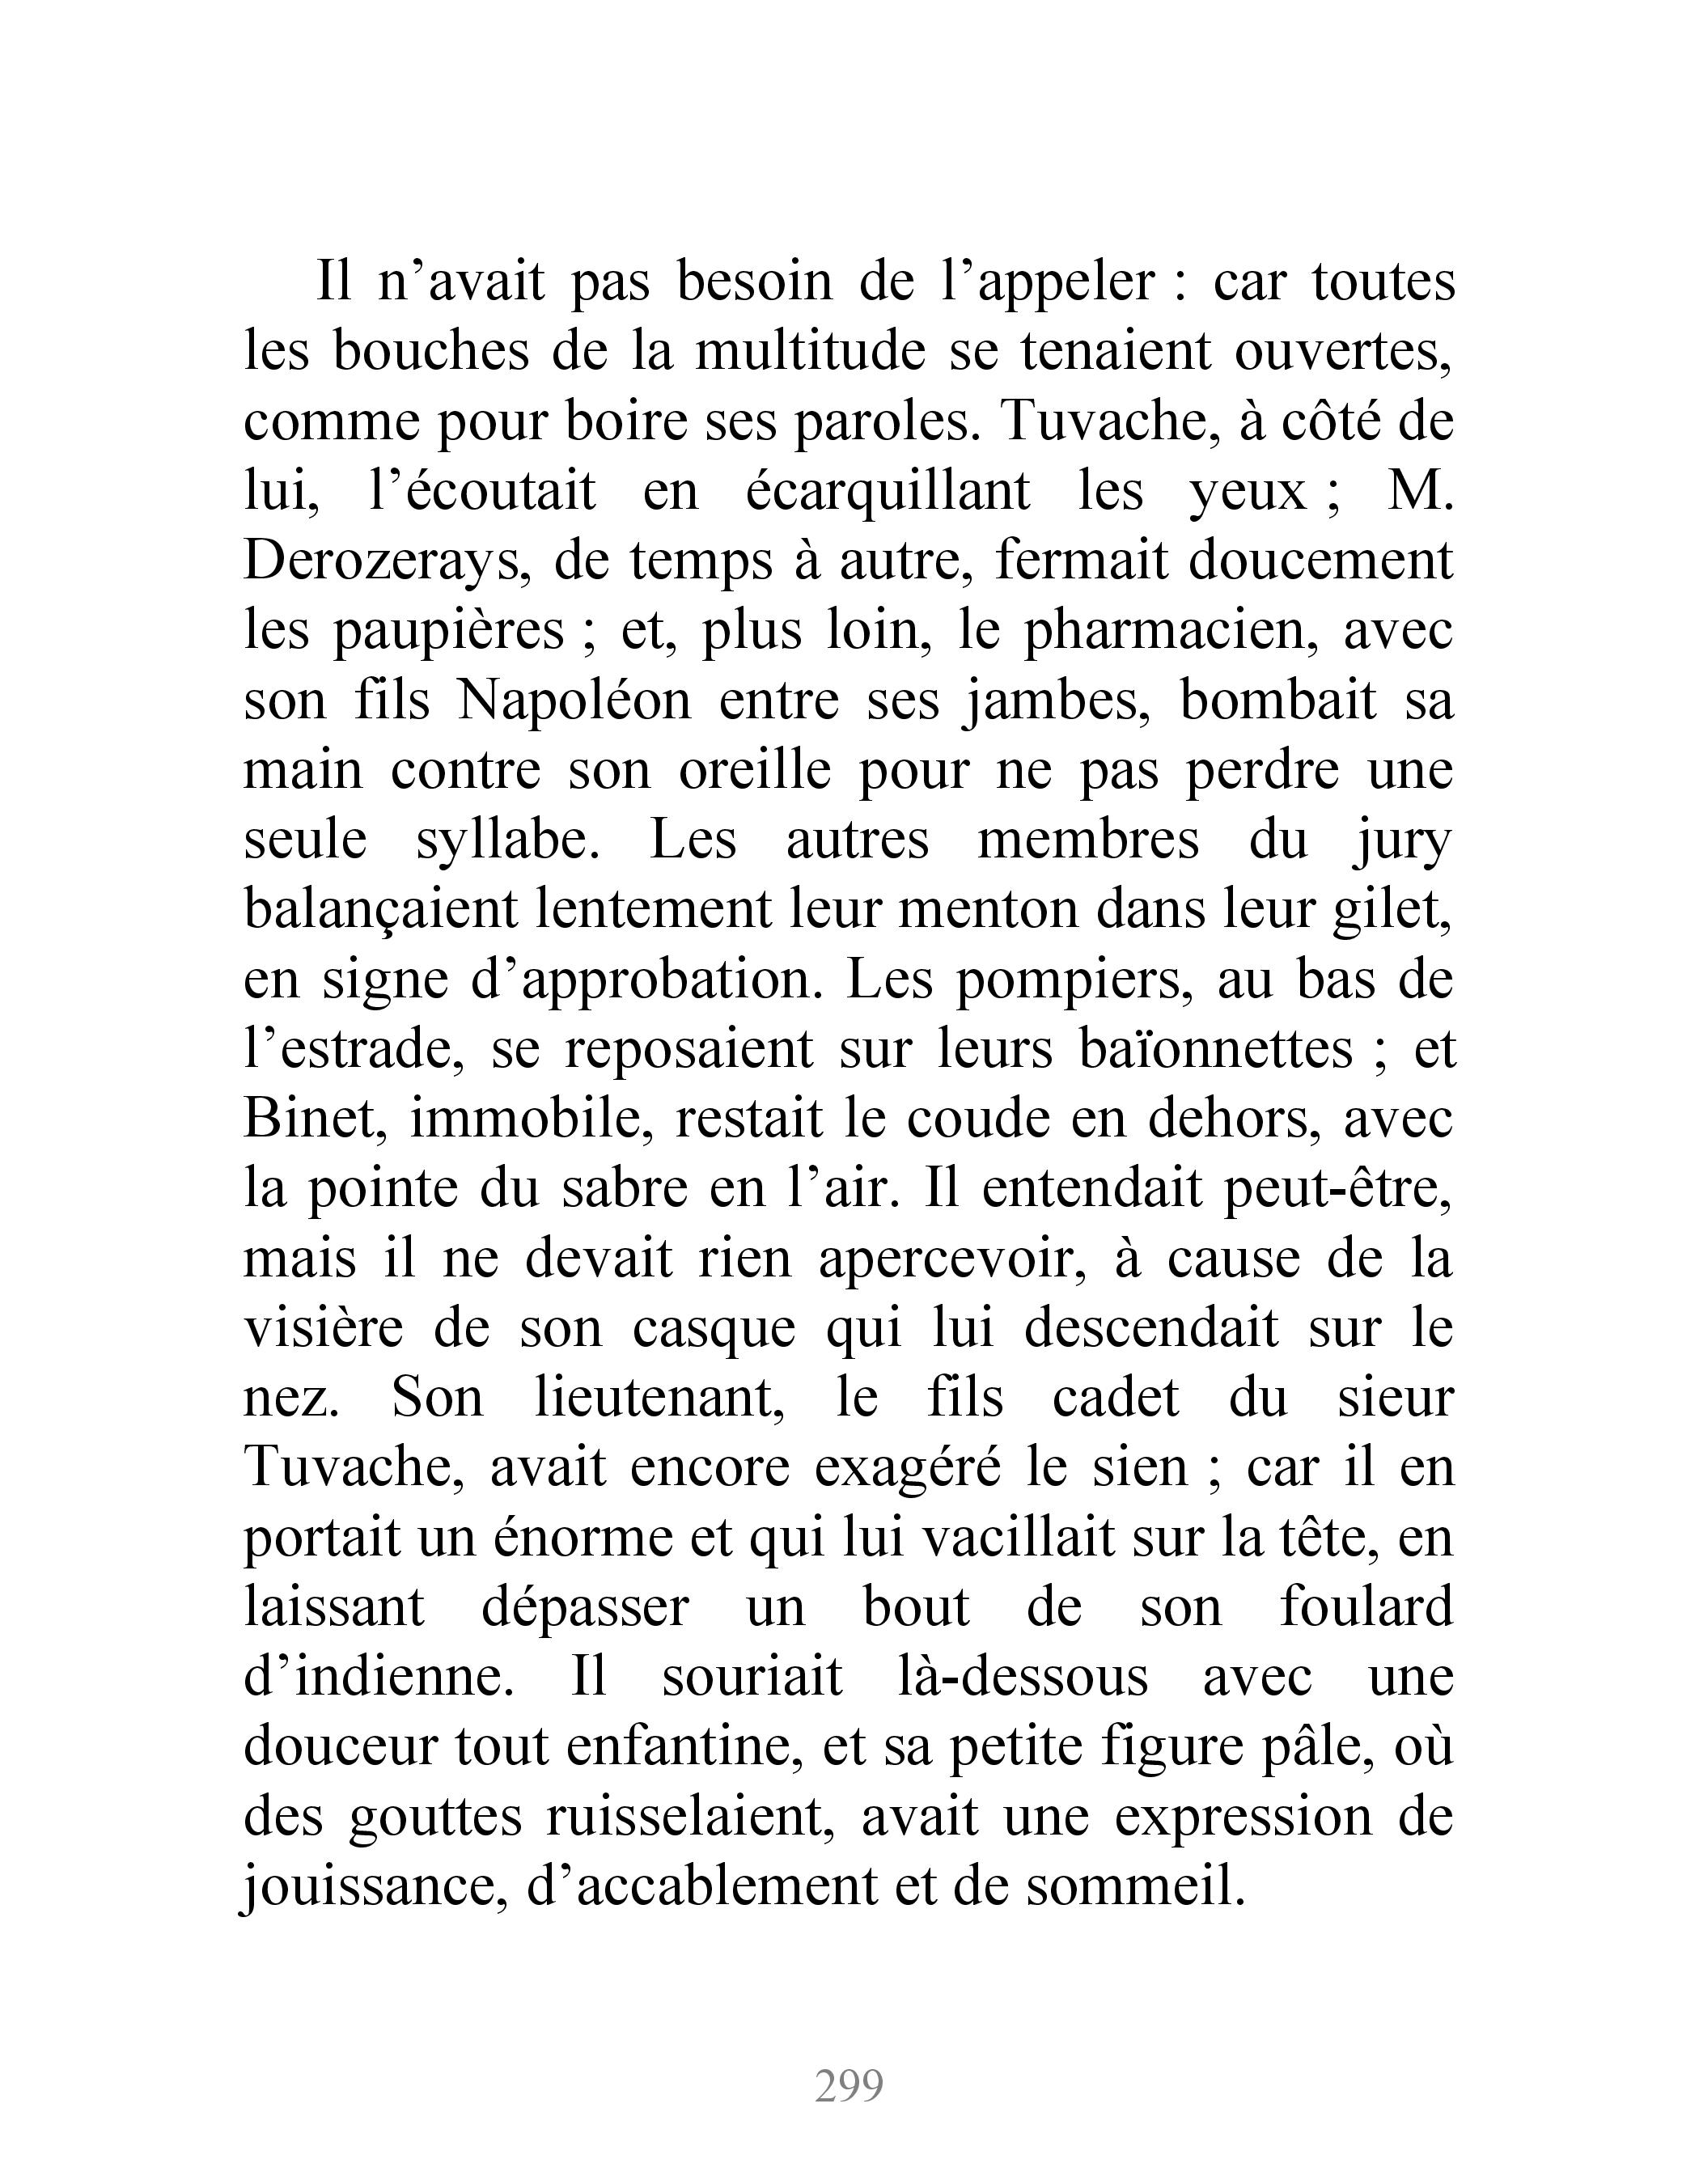 Il n’avait pas besoin de l’appeler : car toutes
les bouches de la multitude se tenaient ouvertes,
comme pour boire ses paroles. Tuvache, à côté de
lui, l’écoutait en écarquillant les yeux ; M.
Derozerays, de temps à autre, fermait doucement
les paupières ; et, plus loin, le pharmacien, avec
son fils Napoléon entre ses jambes, bombait sa
main contre son oreille pour ne pas perdre une
seule syllabe. Les autres membres du jury
balançaient lentement leur menton dans leur gilet,
en signe d’approbation. Les pompiers, au bas de
l’estrade, se reposaient sur leurs baïonnettes ; et
Binet, immobile, restait le coude en dehors, avec
la pointe du sabre en l’air. Il entendait peut-être,
mais il ne devait rien apercevoir, à cause de la
visière de son casque qui lui descendait sur le
nez. Son lieutenant, le fils cadet du sieur
Tuvache, avait encore exagéré le sien ; car il en
portait un énorme et qui lui vacillait sur la tête, en
laissant dépasser un bout de son foulard
d’indienne. Il souriait là-dessous avec une
douceur tout enfantine, et sa petite figure pâle, où
des gouttes ruisselaient, avait une expression de
jouissance, d’accablement et de sommeil.
299